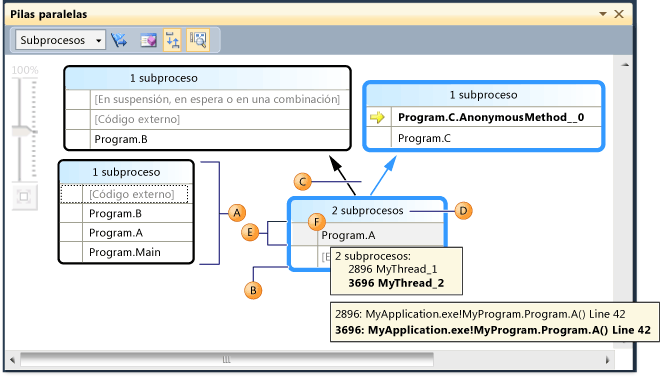 Pilas paralelas
Subprocesos
100%
1 subproceso
[En suspensión, en espera o en una combinación]
[Código externo]
Program.B
1 subproceso
Program.C.AnonymousMethod__0
Program.C
1 subproceso
[Código externo]
Program.B
Program.A
Program.Main
A
C
2 subprocesos
D
F
E
Program.A
B
2 subprocesos:
2896 MyThread_1
3696 MyThread_2
2896: MyApplication.exe!MyProgram.Program.A() Line 42
3696: MyApplication.exe!MyProgram.Program.A() Line 42